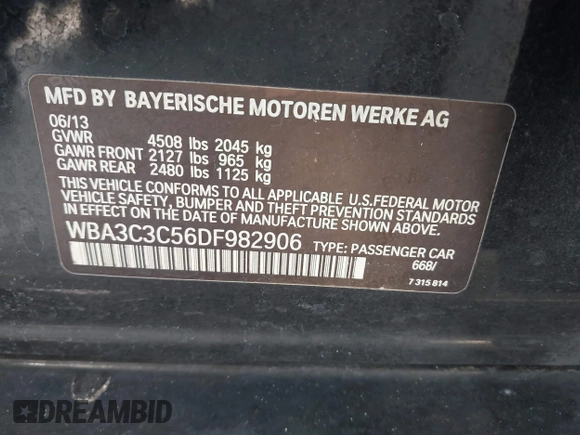 MFD BY BAYERISCHE MOTOREN WERKE AG
06/13
GVWR 4508 lbs 2045 kg
GAWR FRONT 2127 lbs 965 kg
GAWR REAR 2480 lbs 1125 kg
THIS VEHICLE CONFORMS TO ALL APPLICABLE U.S.FEDERAL MOTOR
VEHICLE SAFETY, BUMPER AND THEFT PREVENTION STANDARDS
IN EFFECT ON THE DATE OF MANUFACTURE SHOWN ABOVE.
WBA3C3C56DF982906 TYPE: PASSENGER CAR
668/
7 315 814
DREAMBID